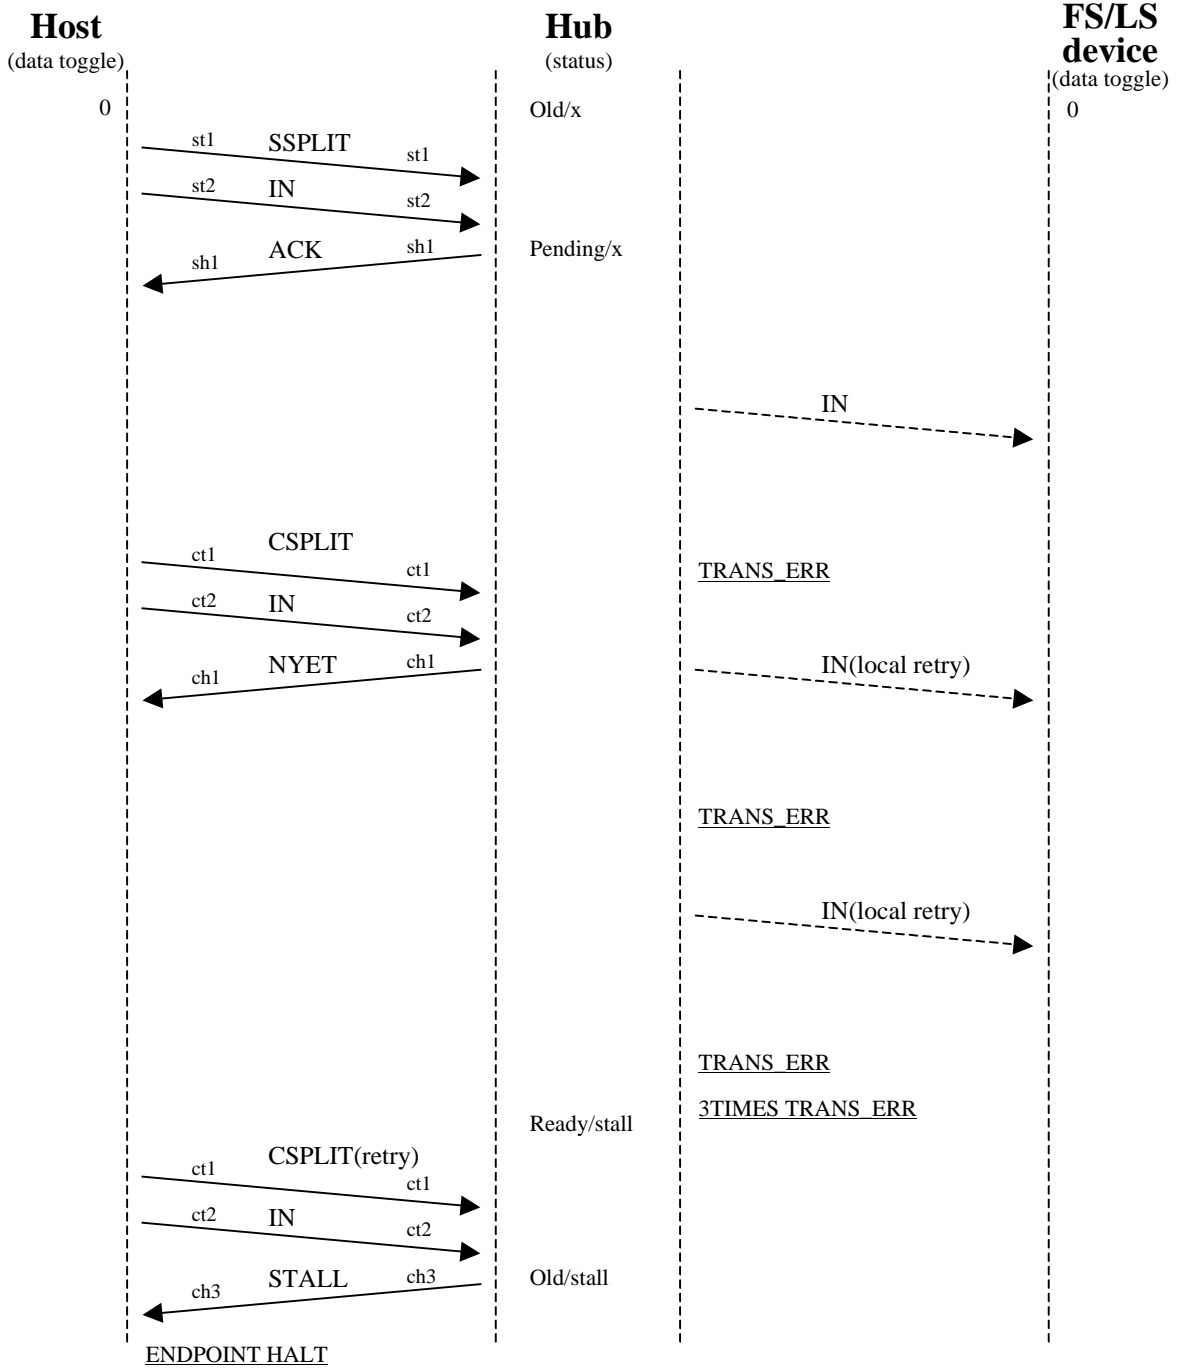 Host
(data toggle)
Hub
(status)
FS/LS
device
(data toggle)
0
Old/x
0
st1
SSPLIT
st1
st2
IN
st2
ACK
sh1
sh1
Pending/x
IN
CSPLIT
ct1
ct1
TRANS_ERR
ct2
IN
ct2
NYET
ch1
ch1
IN(local retry)
TRANS_ERR
IN(local retry)
TRANS_ERR
3TIMES TRANS_ERR
Ready/stall
CSPLIT(retry)
ct1
ct1
ct2
IN
ct2
STALL
ch3
ch3
Old/stall
ENDPOINT HALT